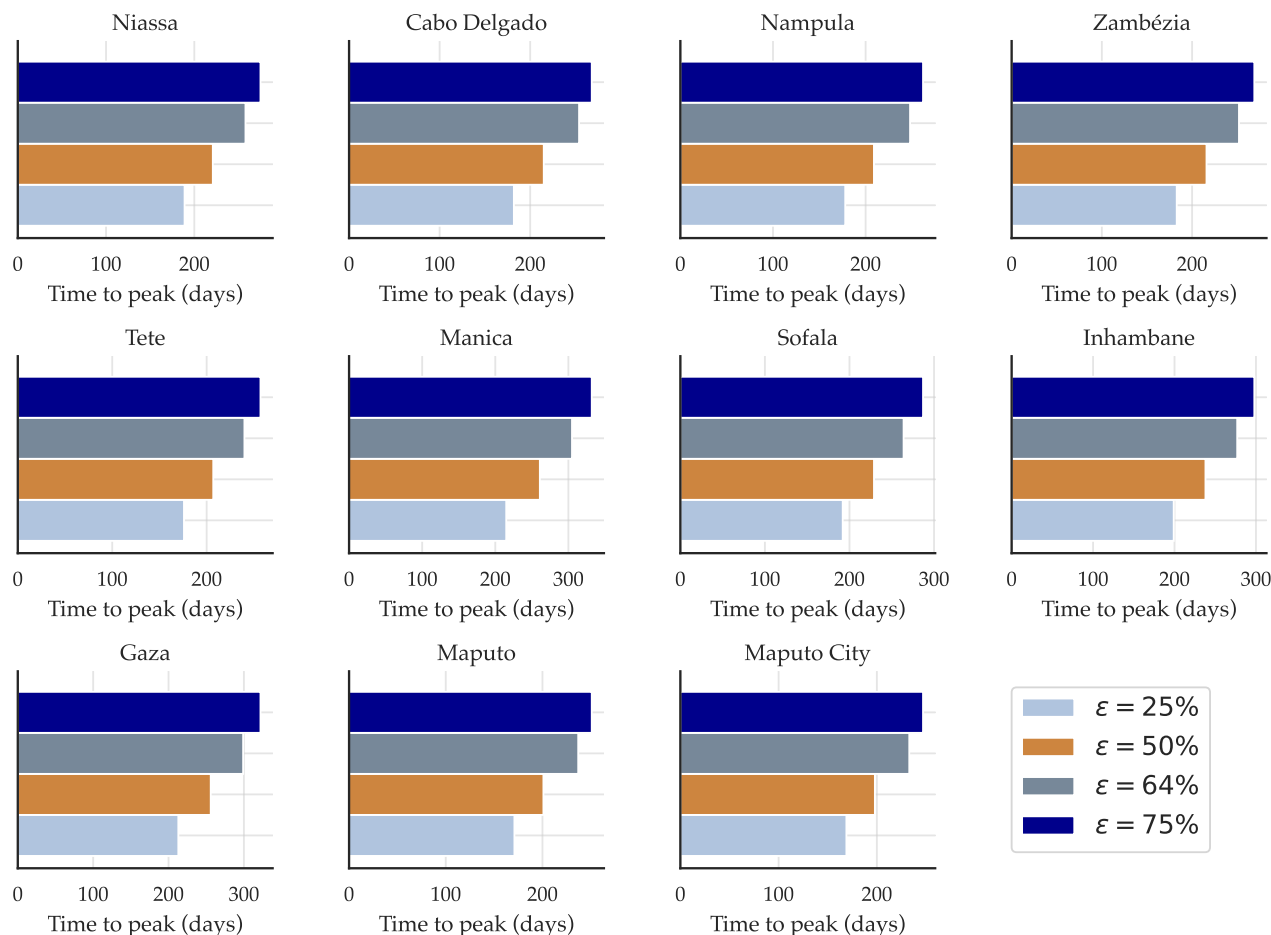 Niassa
Cabo Delgado
Nampula
Zambézia
0 100 200
0 100 200
0 100 200
0 100 200
Time to peak (days)
Time to peak (days)
Time to peak (days)
Time to peak (days)
Tete
Manica
Sofala
Inhambane
0 100 200
0 100 200 300
0 100 200 300
0 100 200 300
Time to peak (days)
Time to peak (days)
Time to peak (days)
Time to peak (days)
Gaza
Maputo
Maputo City
0 100 200 300
0 100 200
0 100 200
Time to peak (days)
Time to peak (days)
Time to peak (days)
ε = 25%
ε = 50%
ε = 64%
ε = 75%